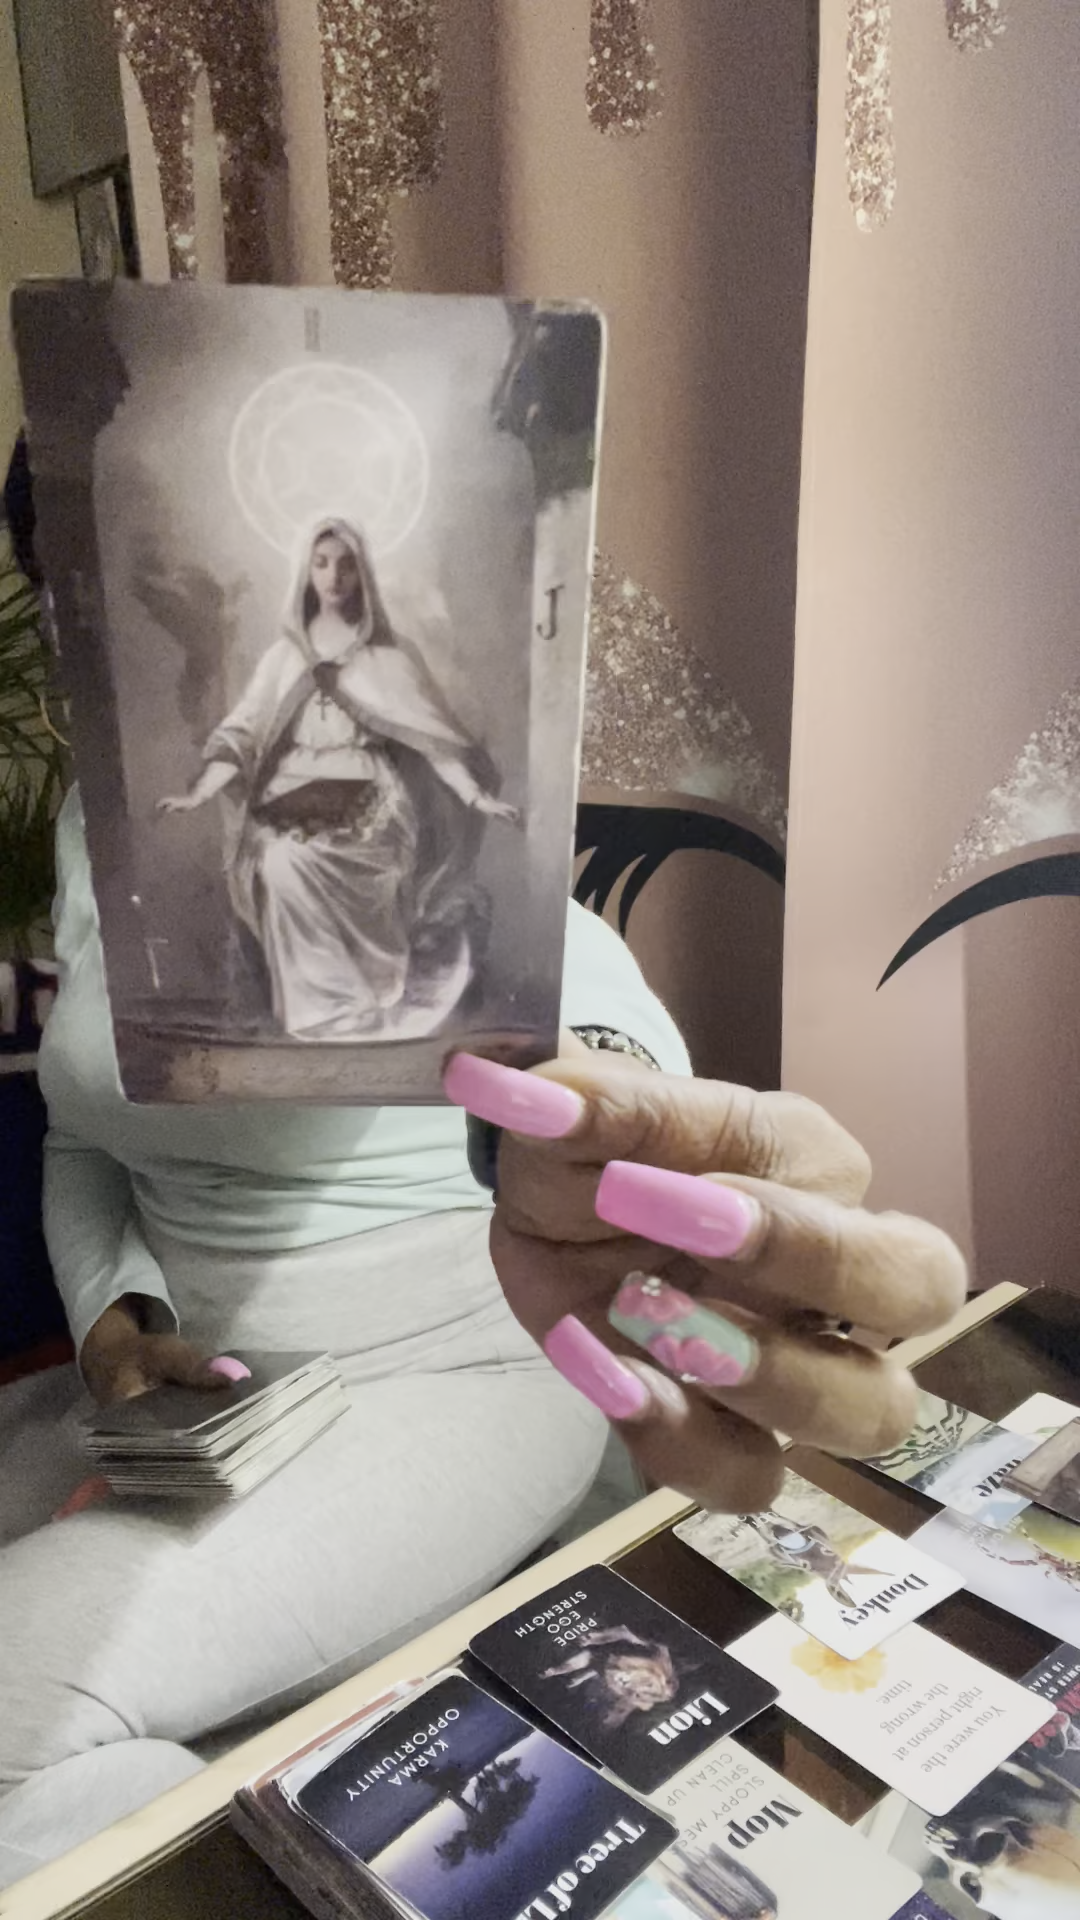 J
aze
Donkey
PRIDE
EGO
STRENGTH
Lion
You were the
right person at
the wrong
time.
KARMA
OPPORTUNITY
Tree of L
SLOPPY MES
SPILL
CLEAN UP
Mop